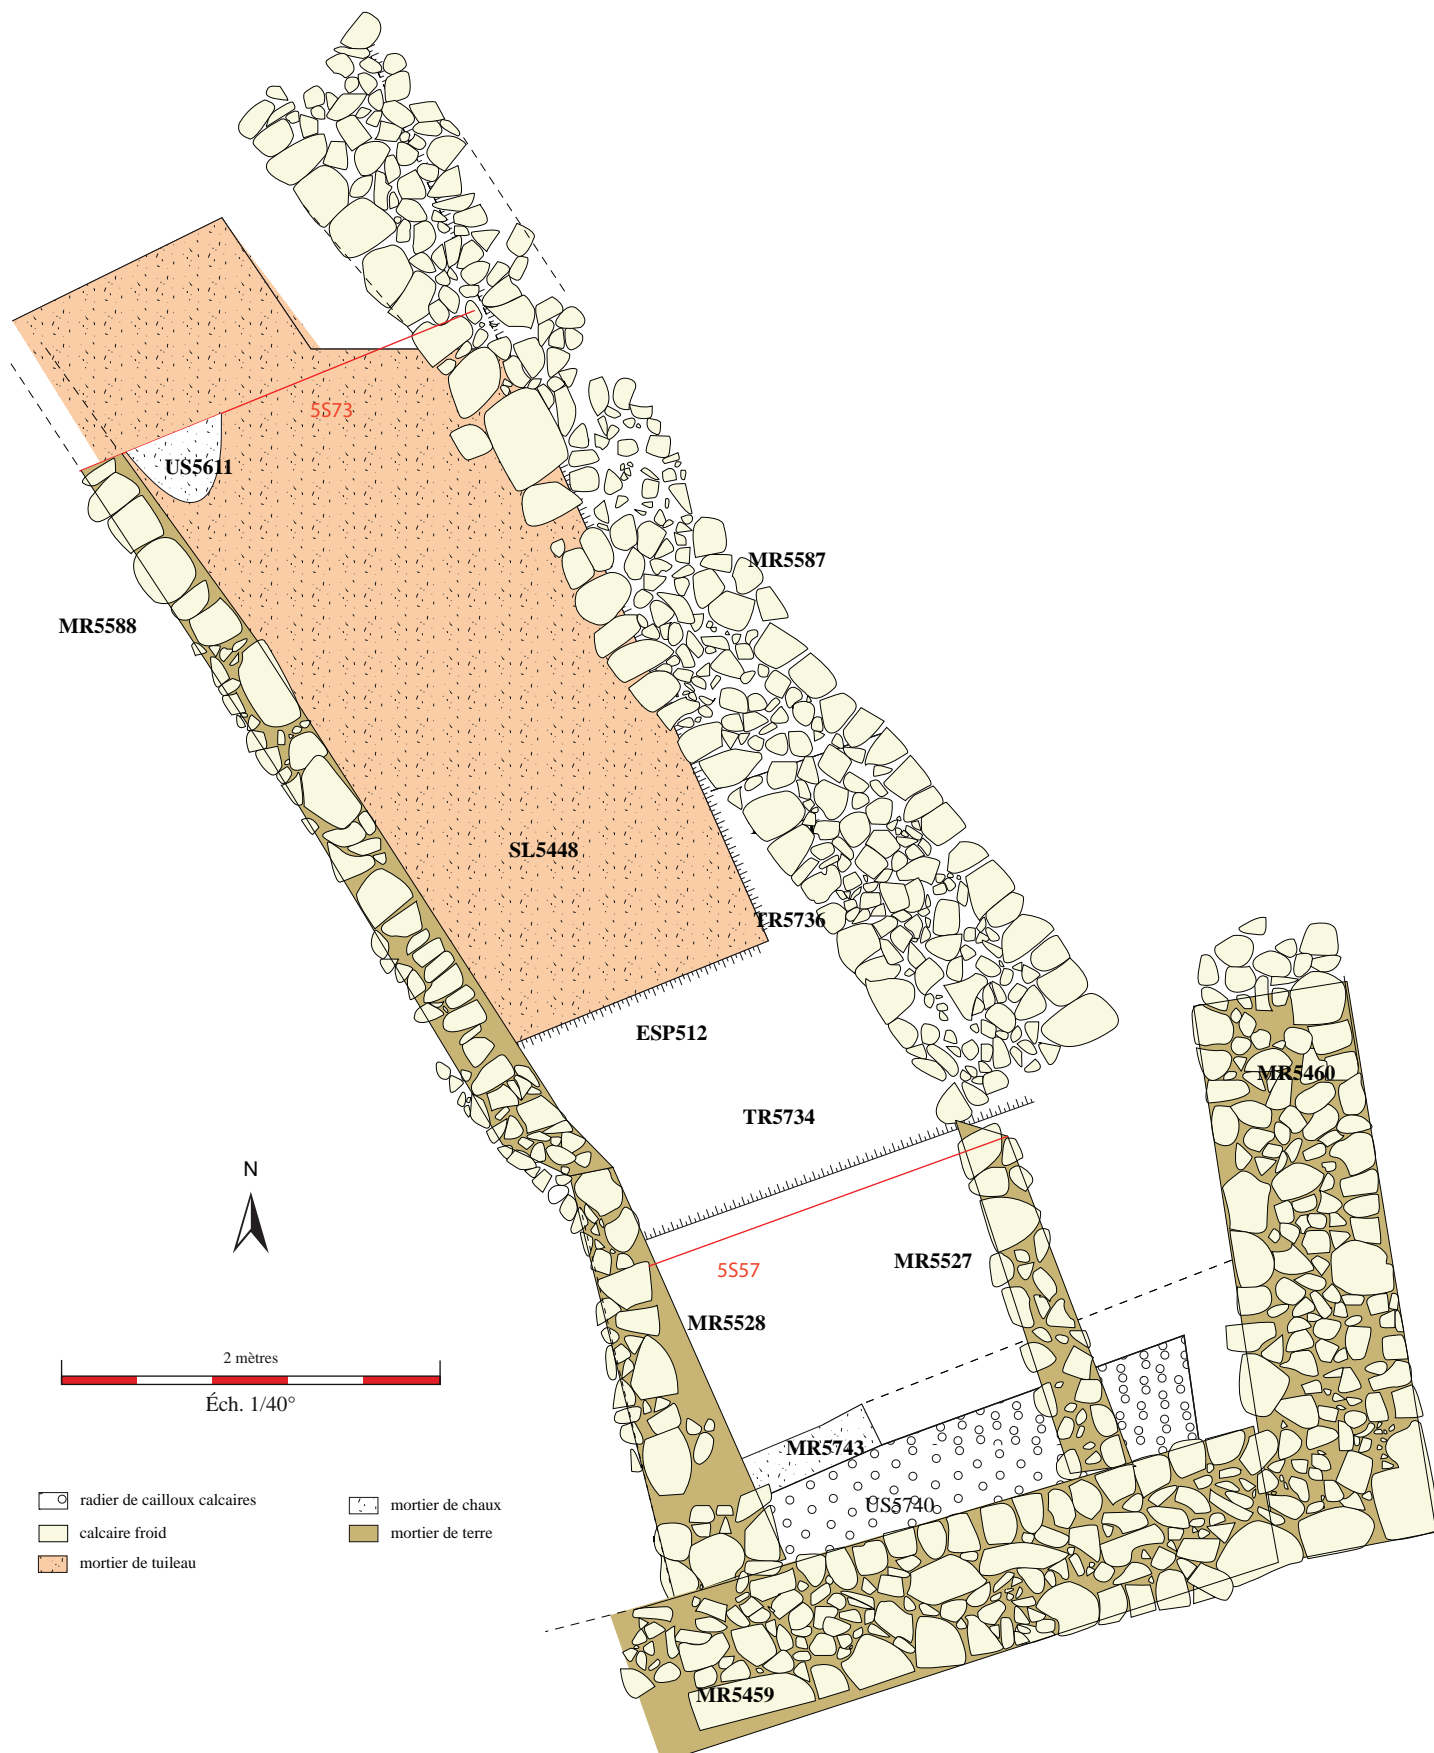 5S73
US5611
MR5587
MR5588
SL5448
TR5736
ESP512
MR5460
TR5734
N
MR5527
5S57
MR5528
2 mètres
Éch. 1/40°
MR5743
radier de cailloux calcaires
mortier de chaux
US5740
calcaire froid
mortier de terre
mortier de tuileau
MR5459